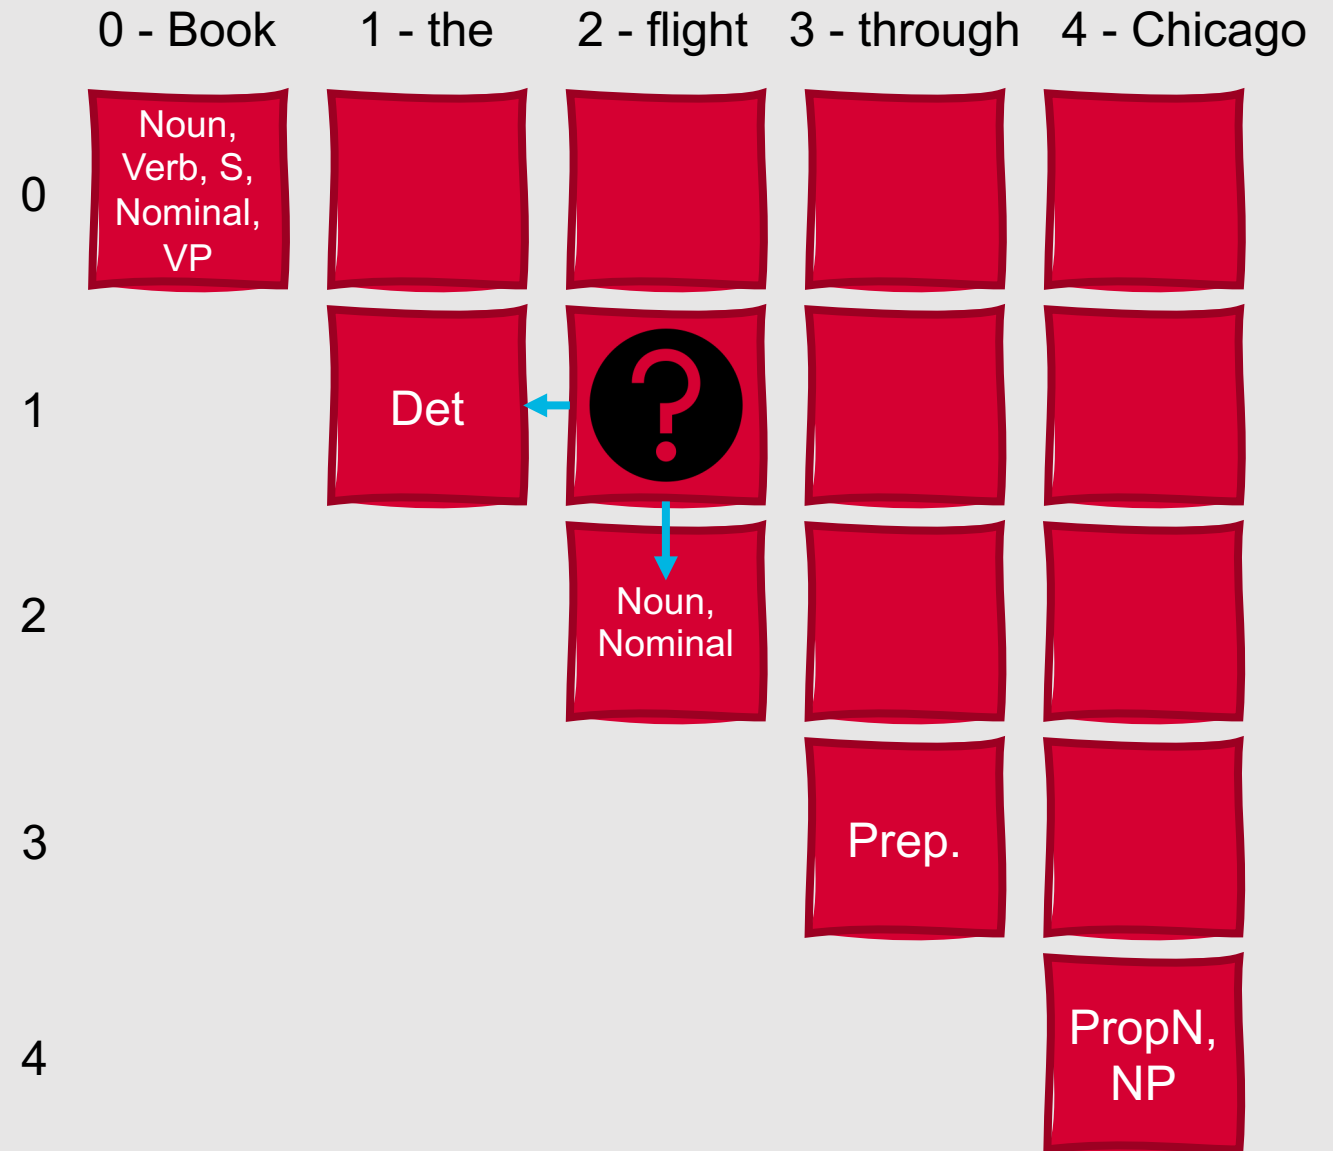 0 - Book 1 - the 2 - flight 3 - through 4 - Chicago
0
Noun,
Verb, S,
Nominal,
VP
1
Det
?
2
Noun,
Nominal
3
Prep.
4
PropN,
NP